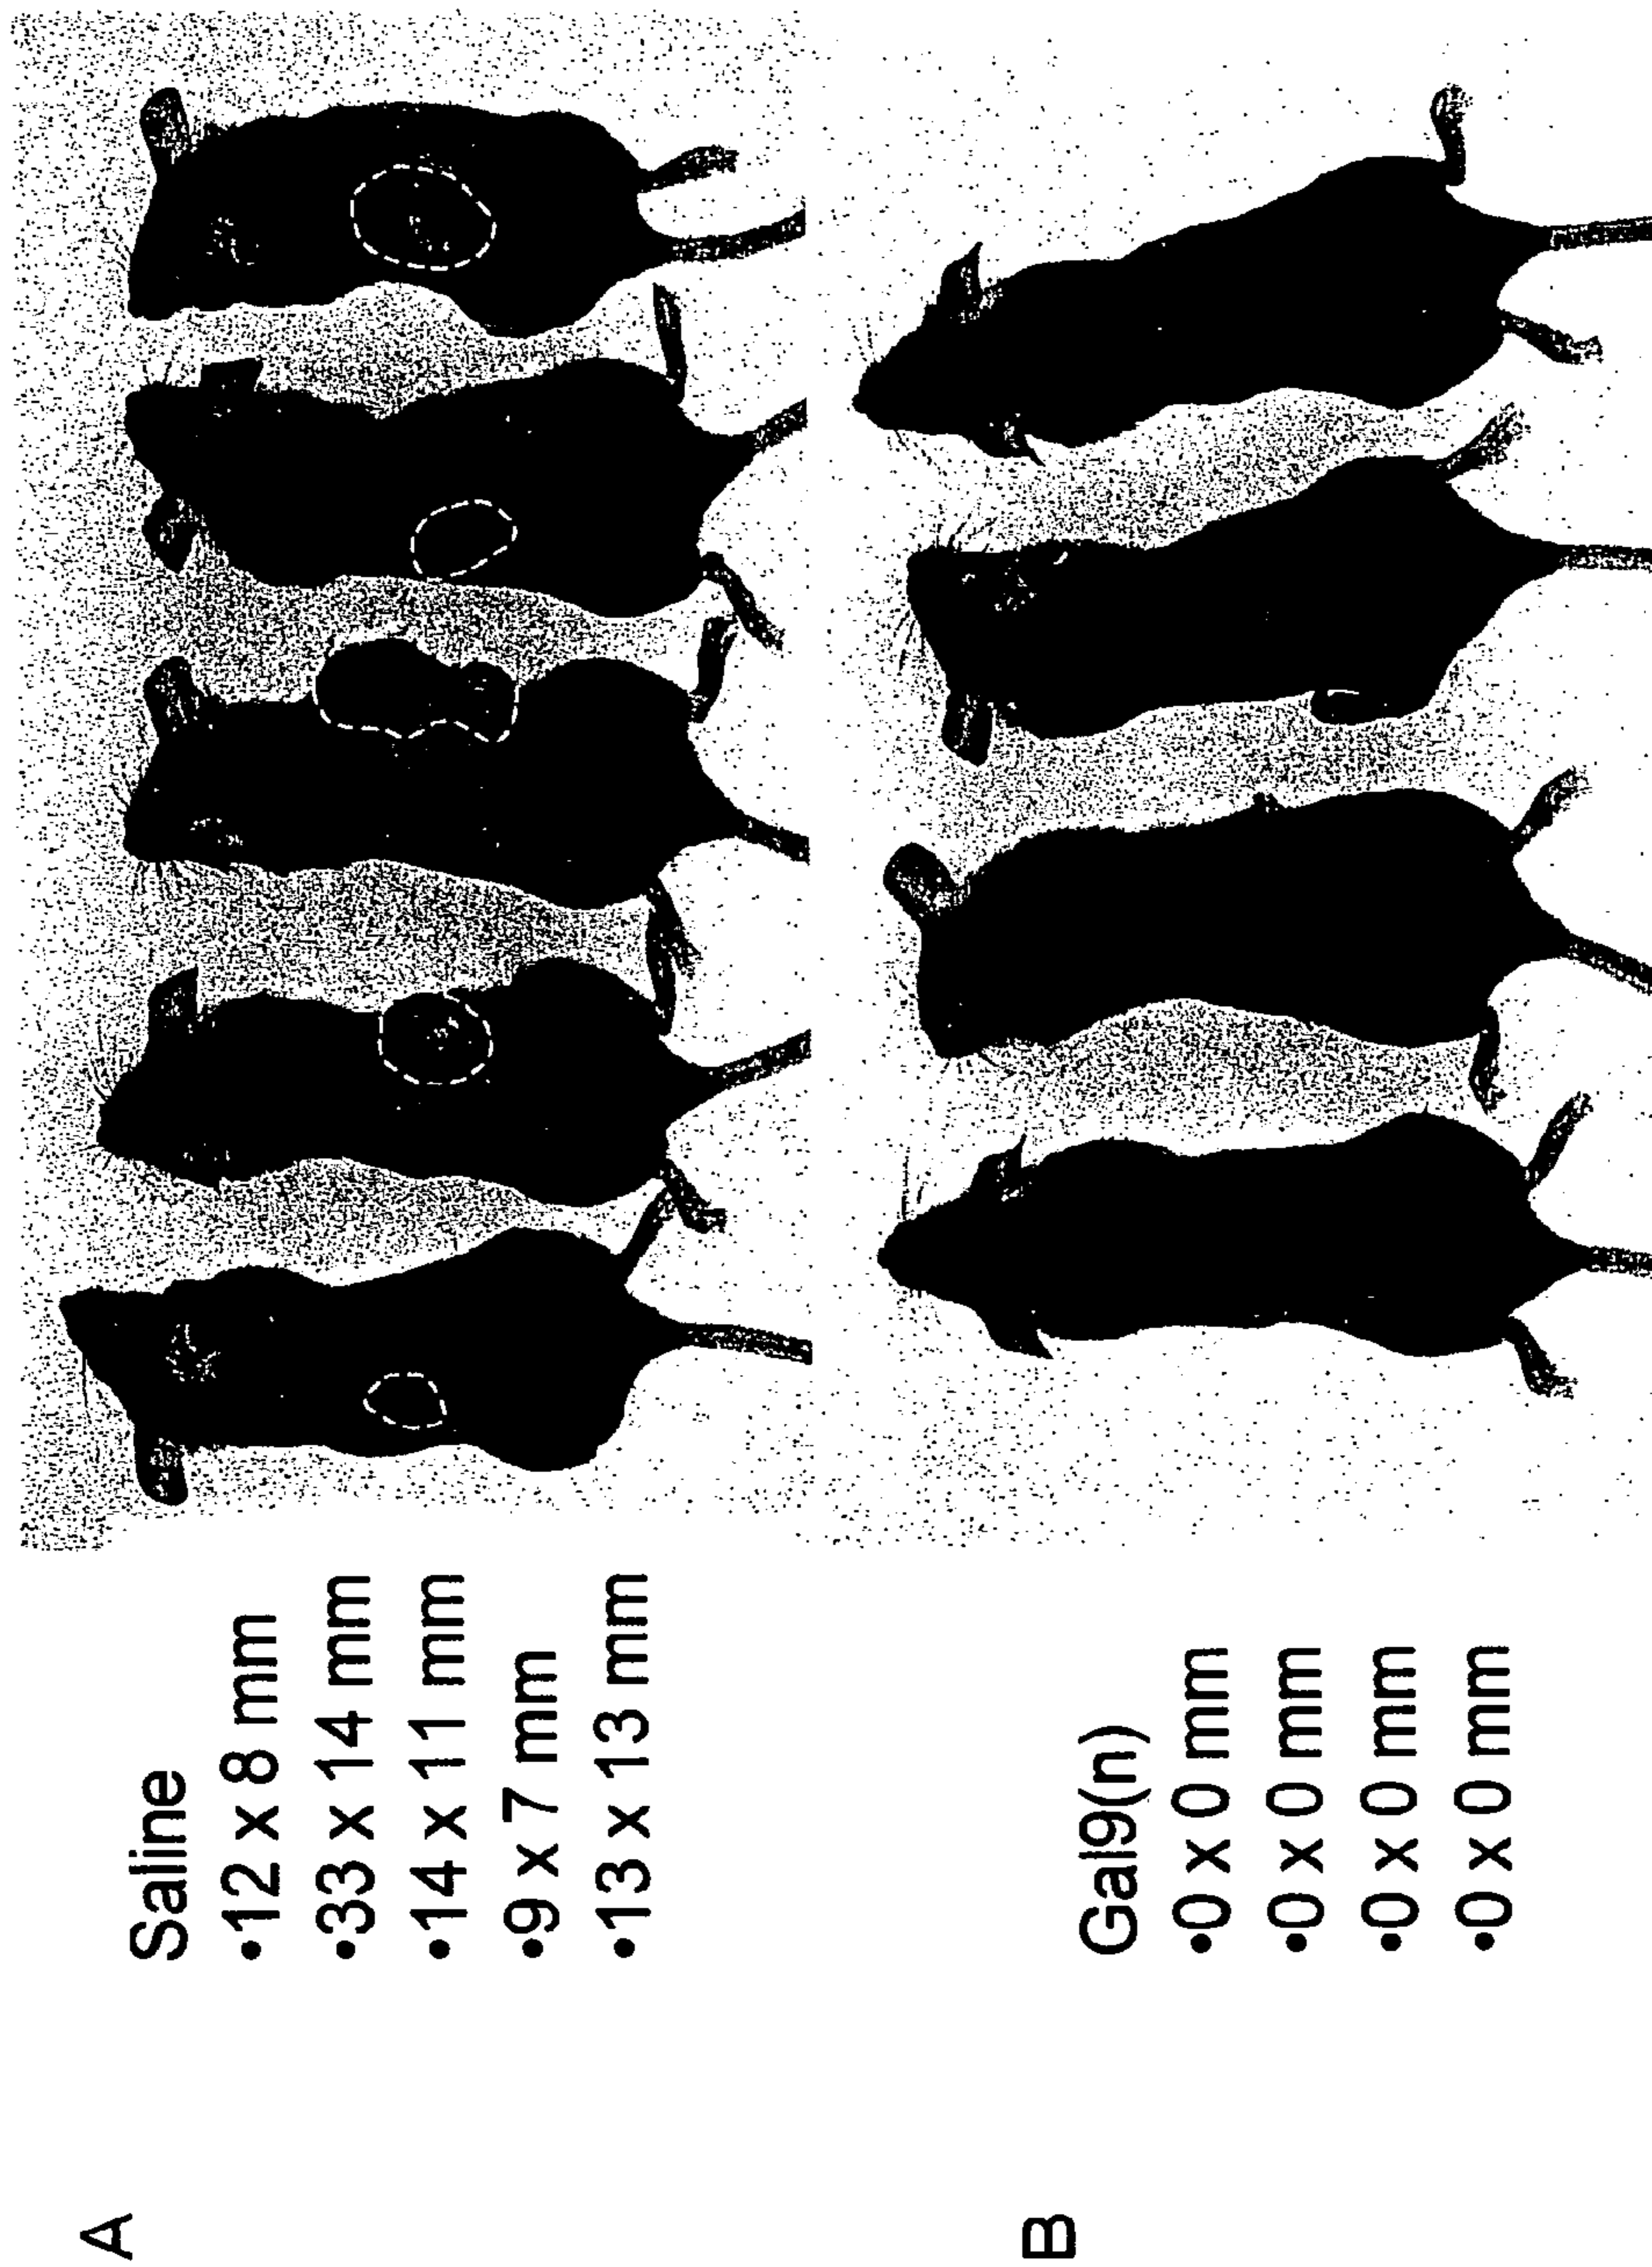 A
Saline
•12 x 8 mm
•33 x 14 mm
•14 x 11 mm
•9 x 7 mm
•13 x 13 mm
B
Gal9(n)
•0 x 0 mm
•0 x 0 mm
•0 x 0 mm
•0 x 0 mm